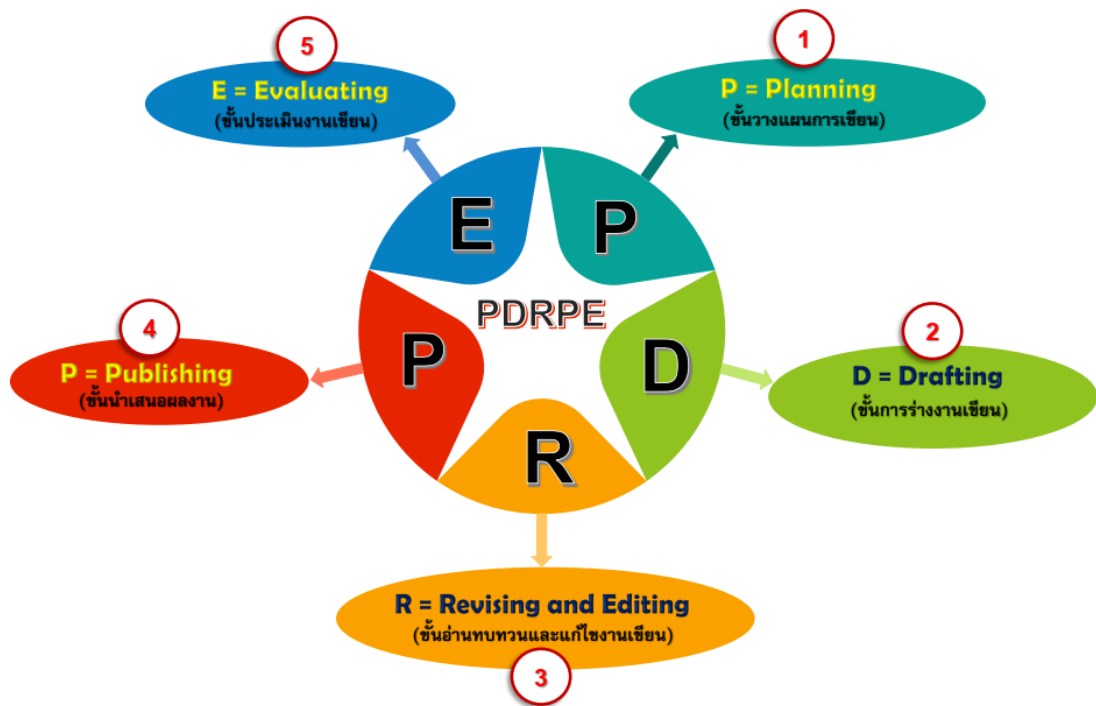 5
E = Evaluating
(ขั้นประเมินงานเขียน)
1
P = Planning
(ขั้นวางแผนการเขียน)
E
P
PDRPE
4
P = Publishing
(ขั้นนำเสนอผลงาน)
P
D
2
D = Drafting
(ขั้นการร่างงานเขียน)
R
R = Revising and Editing
(ขั้นอ่านทบทวนและแก้ไขงานเขียน)
3